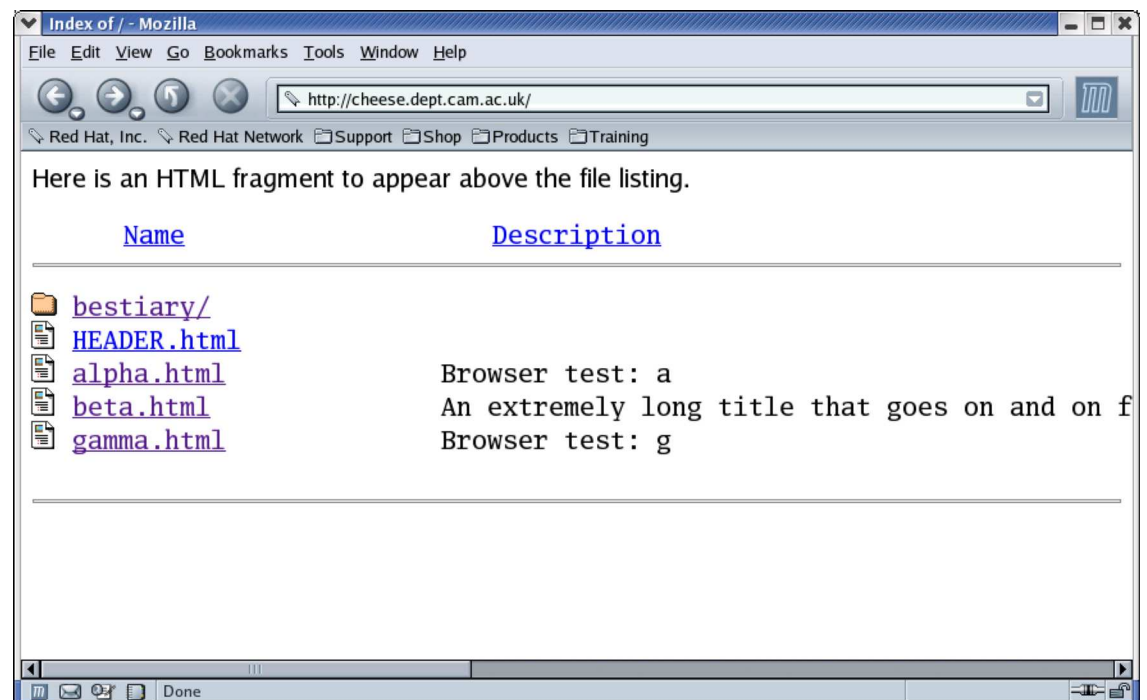 Index of / - Mozilla
File Edit View Go Bookmarks Tools Window Help
http://cheese.dept.cam.ac.uk/
Red Hat, Inc. Red Hat Network Support Shop Products Training
Here is an HTML fragment to appear above the file listing.
Name Description
bestiary/
HEADER.html
alpha.html Browser test: a
beta.html An extremely long title that goes on and on f
gamma.html Browser test: g
Done